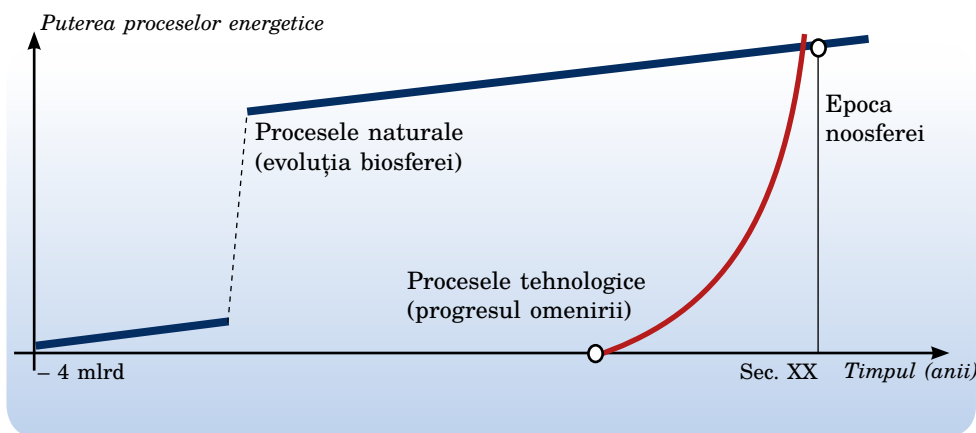 Puterea proceselor energetice
Procesele naturale
(evoluția biosferei)
Epoca
noosferei
Procesele tehnologice
(progresul omenirii)
– 4 mlrd
Sec. XX
Timpul (anii)